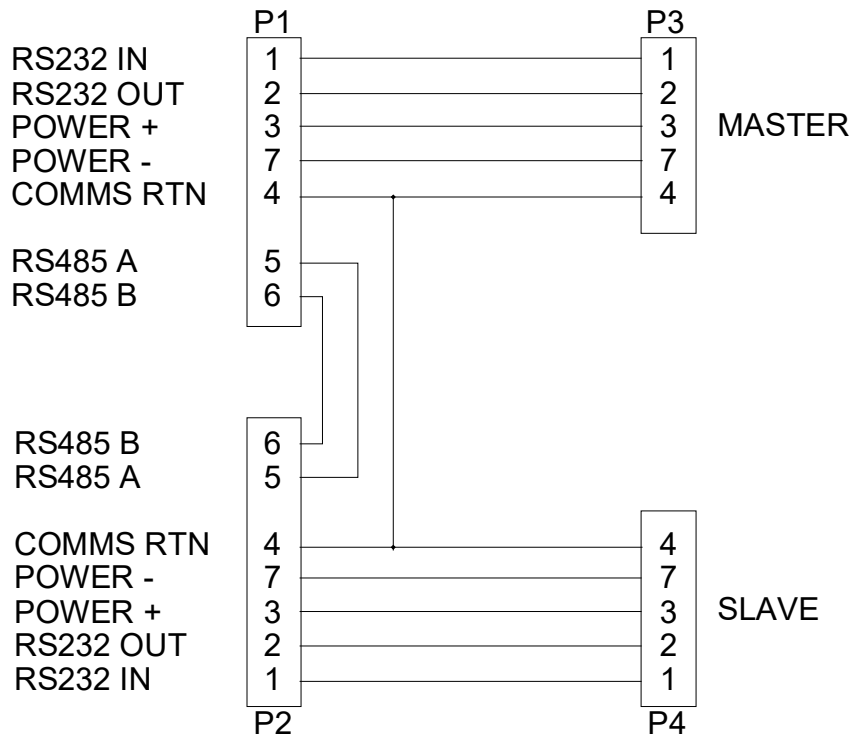 P1 P3
RS232 IN 1 1
RS232 OUT 2 2
POWER + 3 3 MASTER
POWER - 7 7
COMMS RTN 4 4
RS485 A 5
RS485 B 6
RS485 B 6
RS485 A 5
COMMS RTN 4 4
POWER - 7 7
POWER + 3 3 SLAVE
RS232 OUT 2 2
RS232 IN 1 1
P2 P4